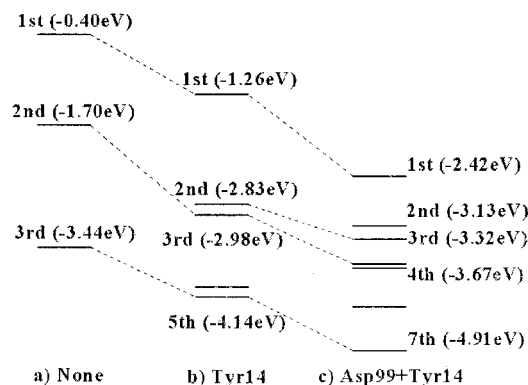 1st (-0.40eV)
2nd (-1.70eV)
3rd (-3.44eV)
a) None
1st (-1.26eV)
2nd (-2.83eV)
3rd (-2.98eV)
5th (-4.14eV)
b) Tyr14
1st (-2.42eV)
2nd (-3.13eV)
3rd (-3.32eV)
4th (-3.67eV)
7th (-4.91eV)
c) Asp99+Tyr14